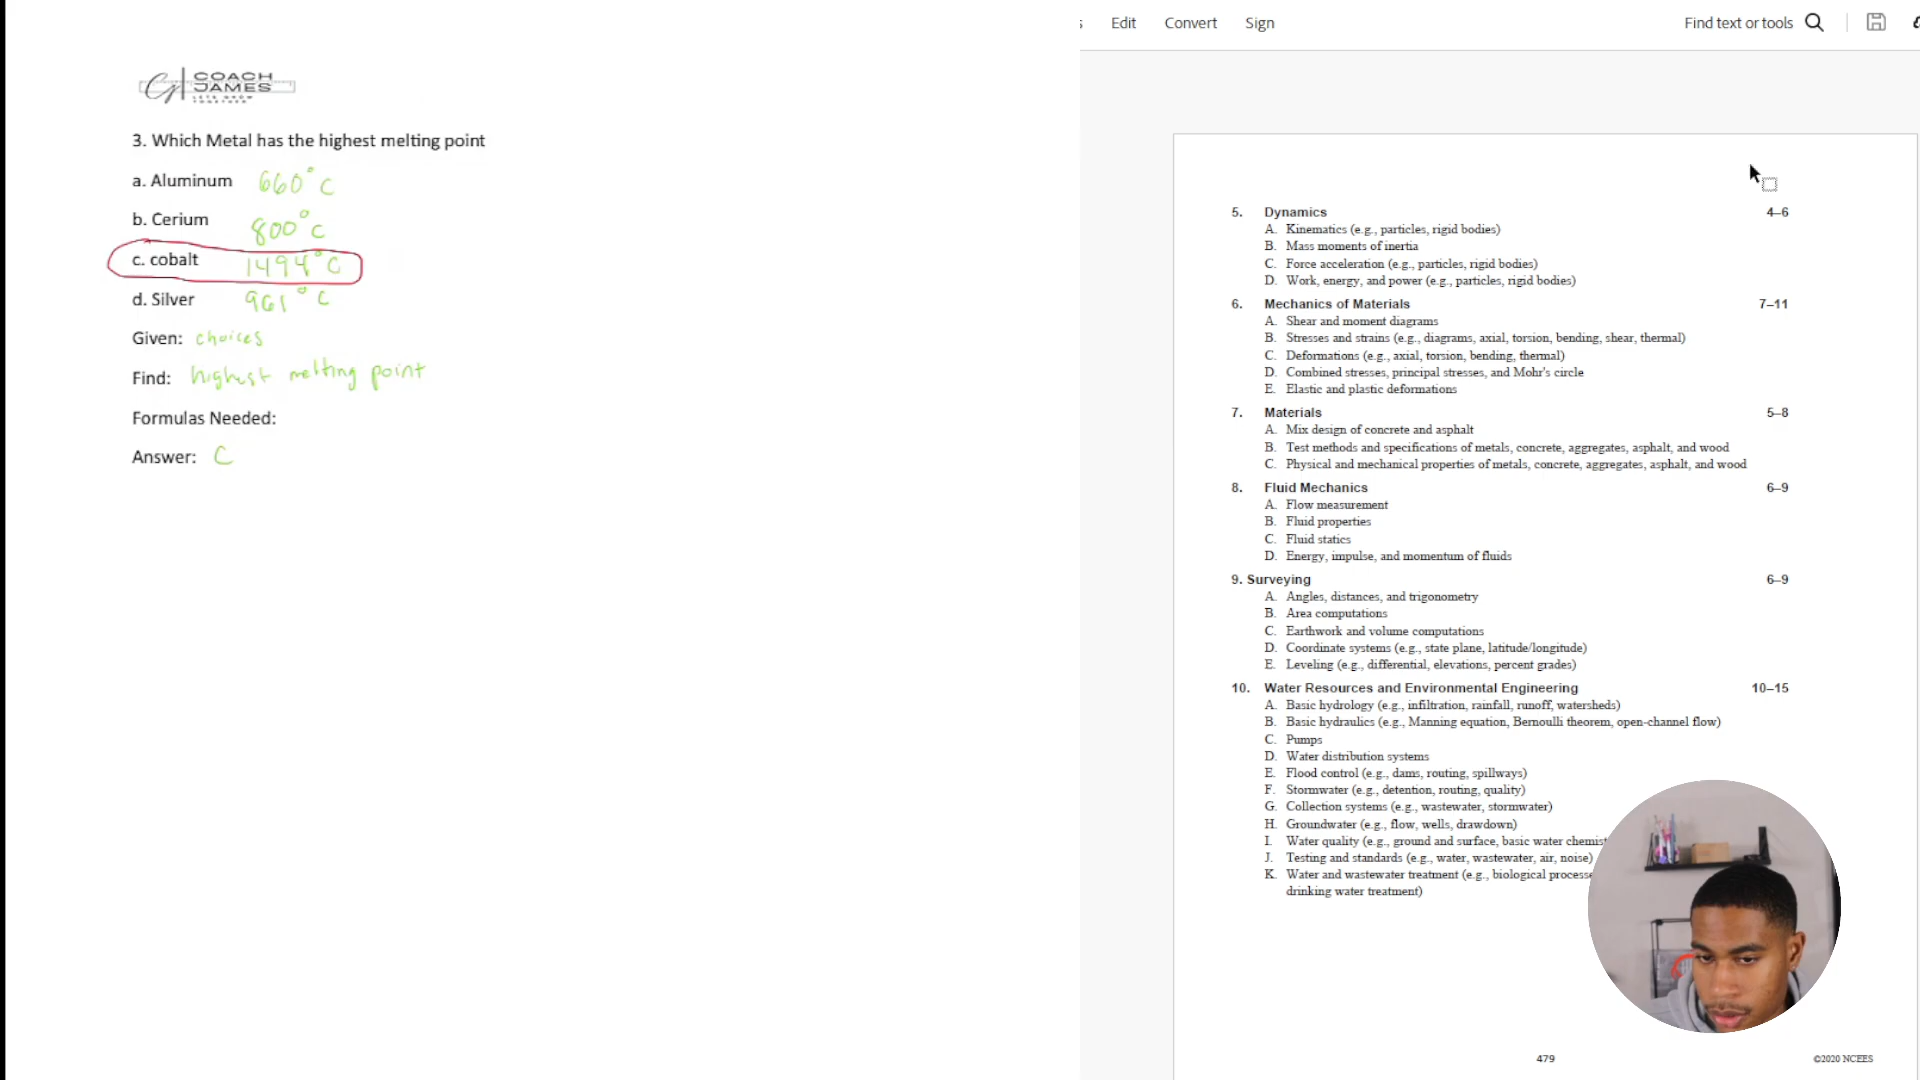 Edit Convert Sign Find text or tools
COACH
JAMES
3. Which Metal has the highest melting point
a. Aluminum 660°C
b. Cerium 800°C
c. cobalt 1494°C
d. Silver 961°C
Given: choices
Find: highest melting point
Formulas Needed:
Answer: C
5. Dynamics 4–6
A. Kinematics (e.g., particles, rigid bodies)
B. Mass moments of inertia
C. Force acceleration (e.g., particles, rigid bodies)
D. Work, energy, and power (e.g., particles, rigid bodies)
6. Mechanics of Materials 7–11
A. Shear and moment diagrams
B. Stresses and strains (e.g., diagrams, axial, torsion, bending, shear, thermal)
C. Deformations (e.g., axial, torsion, bending, thermal)
D. Combined stresses, principal stresses, and Mohr's circle
E. Elastic and plastic deformations
7. Materials 5–8
A. Mix design of concrete and asphalt
B. Test methods and specifications of metals, concrete, aggregates, asphalt, and wood
C. Physical and mechanical properties of metals, concrete, aggregates, asphalt, and wood
8. Fluid Mechanics 6–9
A. Flow measurement
B. Fluid properties
C. Fluid statics
D. Energy, impulse, and momentum of fluids
9. Surveying 6–9
A. Angles, distances, and trigonometry
B. Area computations
C. Earthwork and volume computations
D. Coordinate systems (e.g., state plane, latitude/longitude)
E. Leveling (e.g., differential, elevations, percent grades)
10. Water Resources and Environmental Engineering 10–15
A. Basic hydrology (e.g., infiltration, rainfall, runoff, watersheds)
B. Basic hydraulics (e.g., Manning equation, Bernoulli theorem, open-channel flow)
C. Pumps
D. Water distribution systems
E. Flood control (e.g., dams, routing, spillways)
F. Stormwater (e.g., detention, routing, quality)
G. Collection systems (e.g., wastewater, stormwater)
H. Groundwater (e.g., flow, wells, drawdown)
I. Water quality (e.g., ground and surface, basic water chemist
J. Testing and standards (e.g., water, wastewater, air, noise)
K. Water and wastewater treatment (e.g., biological processe
drinking water treatment)
479 ©2020 NCEES